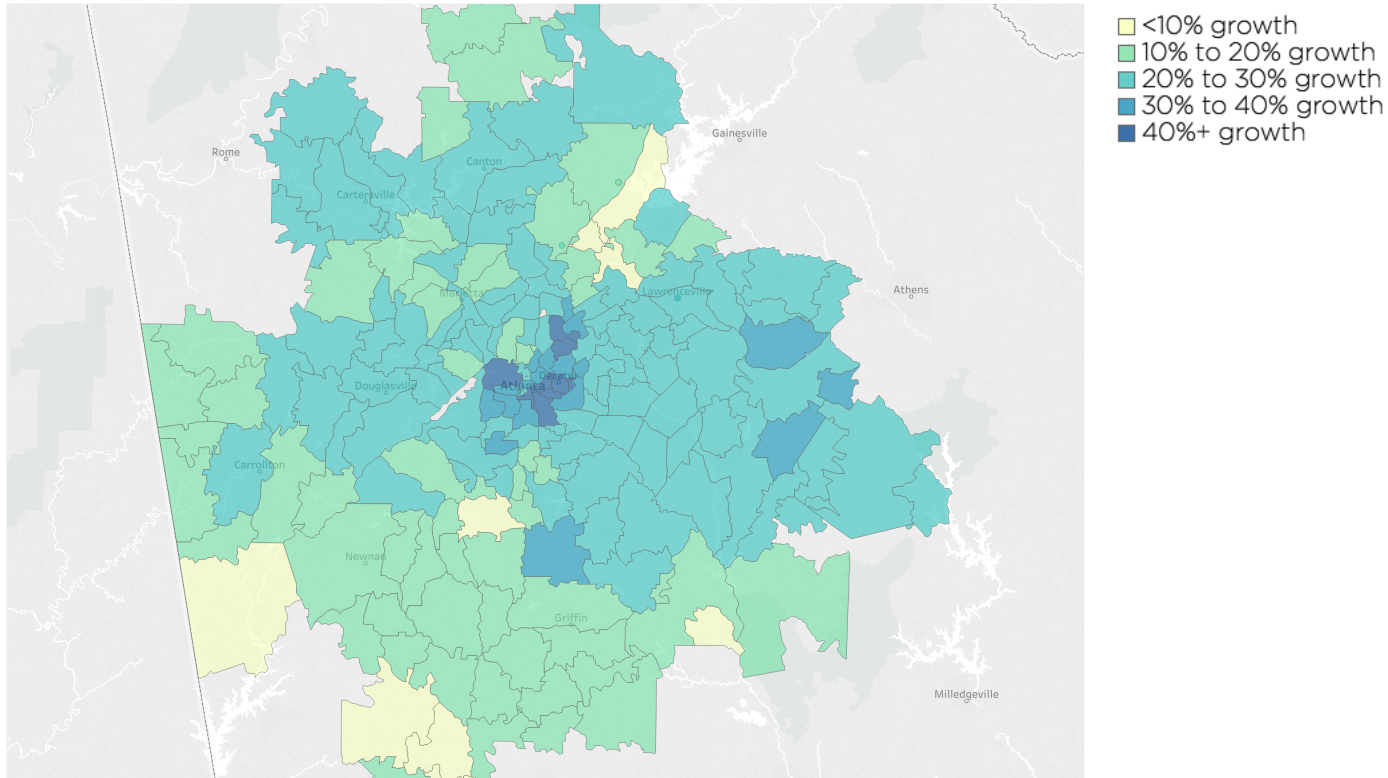 <10% growth
10% to 20% growth
20% to 30% growth
30% to 40% growth
40%+ growth
Gainesville
Rome
Canton
Cartersville
Athens
Marietta
Lawrenceville
Douglasville
Decatur
Atlanta
Carrollton
Newnan
Griffin
Milledgeville